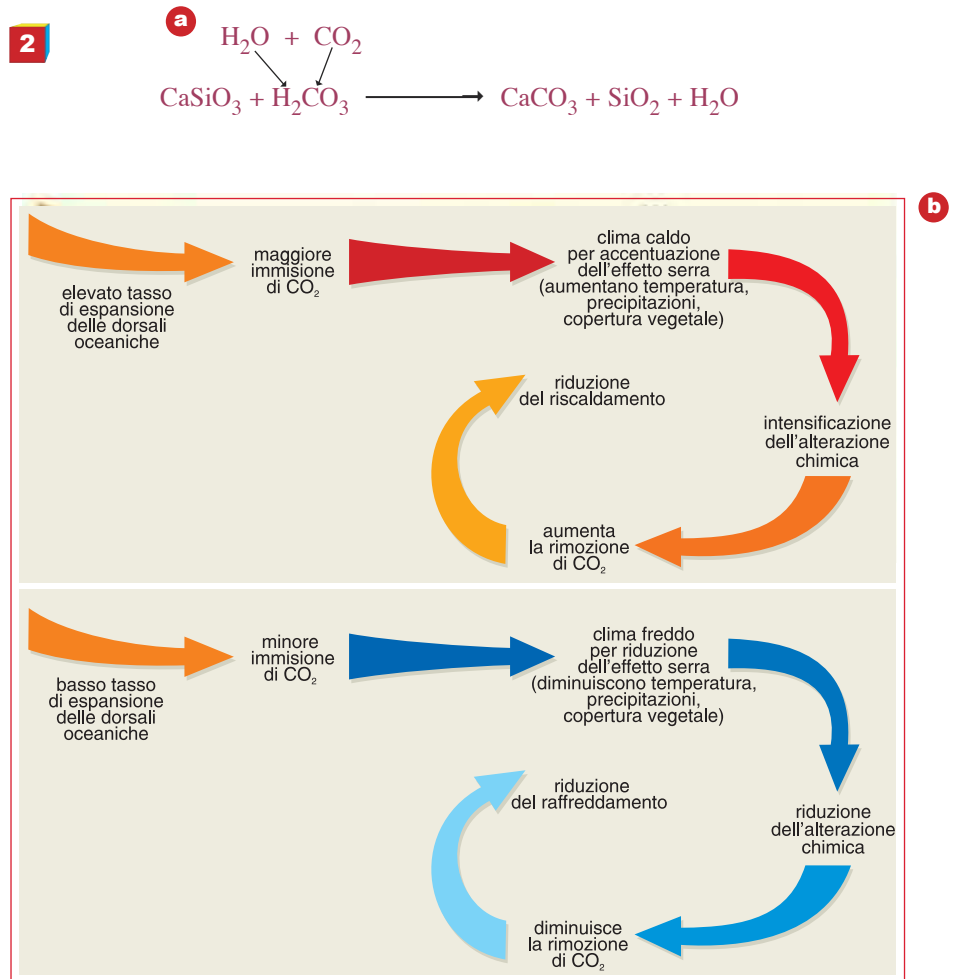 2
a
H₂O + CO₂
CaSiO₃ + H₂CO₃ ⟶ CaCO₃ + SiO₂ + H₂O
b
elevato tasso
di espansione
delle dorsali
oceaniche
maggiore
immisione
di CO₂
clima caldo
per accentuazione
dell'effetto serra
(aumentano temperatura,
precipitazioni,
copertura vegetale)
intensificazione
dell'alterazione
chimica
aumenta
la rimozione
di CO₂
riduzione
del riscaldamento
basso tasso
di espansione
delle dorsali
oceaniche
minore
immisione
di CO₂
clima freddo
per riduzione
dell'effetto serra
(diminuiscono temperatura,
precipitazioni,
copertura vegetale)
riduzione
dell'alterazione
chimica
diminuisce
la rimozione
di CO₂
riduzione
del raffreddamento